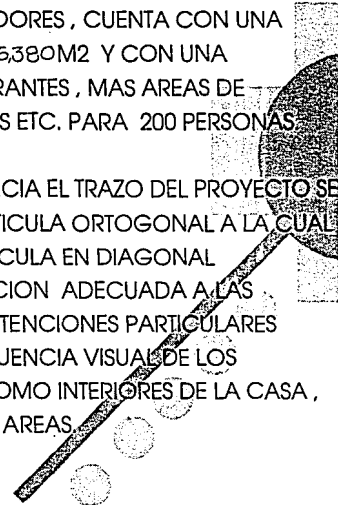 DORES , CUENTA CON UNA
5,380M2 Y CON UNA
RANTES , MAS AREAS DE
S ETC. PARA 200 PERSONAS
CIA EL TRAZO DEL PROYECTO SE
TICULA ORTOGONAL A LA CUAL
CULA EN DIAGONAL
CION ADECUADA A LAS
TENCIONES PARTICULARES
UENCIA VISUAL DE LOS
OMO INTERIORES DE LA CASA ,
AREAS.